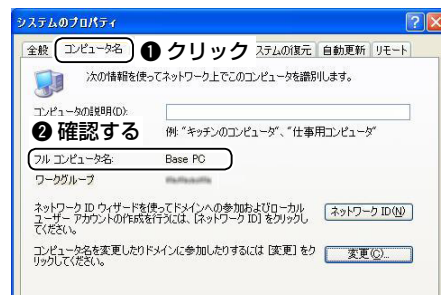 システムのプロパティ
全般 コンピュータ名 ❶ クリック ステムの復元 自動更新 リモート
次の情報を使ってネットワーク上でこのコンピュータを識別します。
コンピュータの説明(D):
❷ 確認する 例: "キッチンのコンピュータ"、"仕事用コンピュータ"
フル コンピュータ名: Base PC
ワークグループ
ネットワーク ID ウィザードを使ってドメインへの参加およびローカル
ユーザー アカウントの作成を行うには、[ネットワーク ID] をクリックし
てください。
ネットワーク ID(N)
コンピュータ名を変更したりドメインに参加したりするには [変更] をク
リックしてください。
変更(C)...